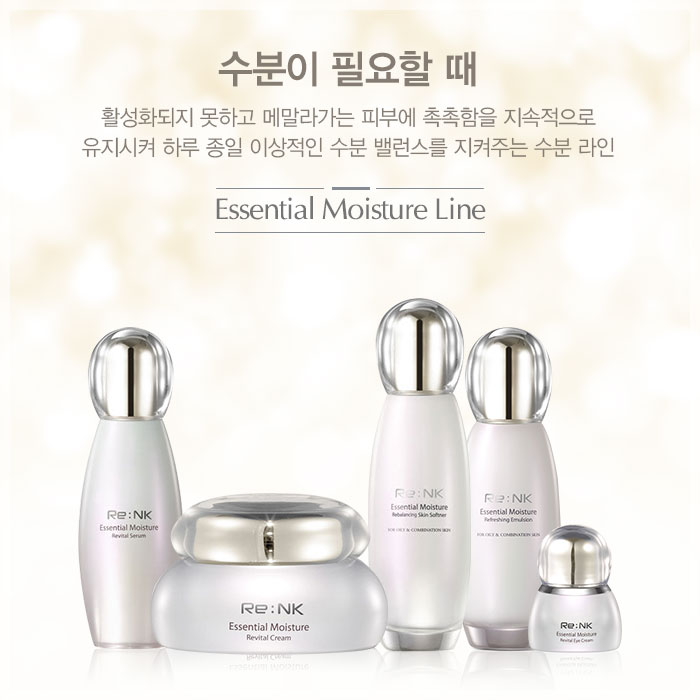 수분이 필요할 때
활성화되지 못하고 메말라가는 피부에 촉촉함을 지속적으로
유지시켜 하루 종일 이상적인 수분 밸런스를 지켜주는 수분 라인
Essential Moisture Line
Re:NK
Essential Moisture
Revital Serum
Re:NK
Essential Moisture
Revital Cream
Re:NK
Essential Moisture
Rebalancing Skin Softner
FOR OILY & COMBINATION SKIN
Re:NK
Essential Moisture
Refreshing Emulsion
FOR OILY & COMBINATION SKIN
Re:NK
Essential Moisture
Revital Eye Cream